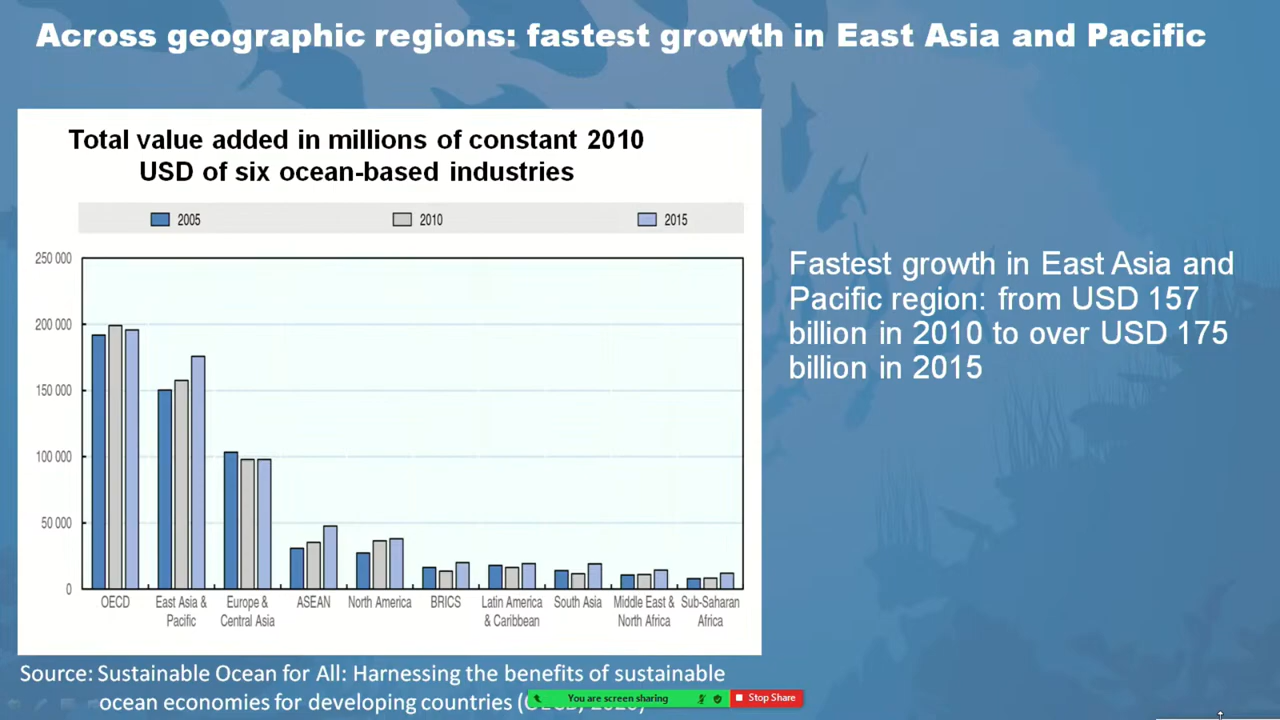 Across geographic regions: fastest growth in East Asia and Pacific
Total value added in millions of constant 2010
USD of six ocean-based industries
2005 2010 2015
250 000
200 000
150 000
100 000
50 000
0
OECD East Asia & Europe & ASEAN North America BRICS Latin America South Asia Middle East & Sub-Saharan
Pacific Central Asia & Caribbean North Africa Africa
Fastest growth in East Asia and
Pacific region: from USD 157
billion in 2010 to over USD 175
billion in 2015
Source: Sustainable Ocean for All: Harnessing the benefits of sustainable
ocean economies for developing countries
You are screen sharing Stop Share